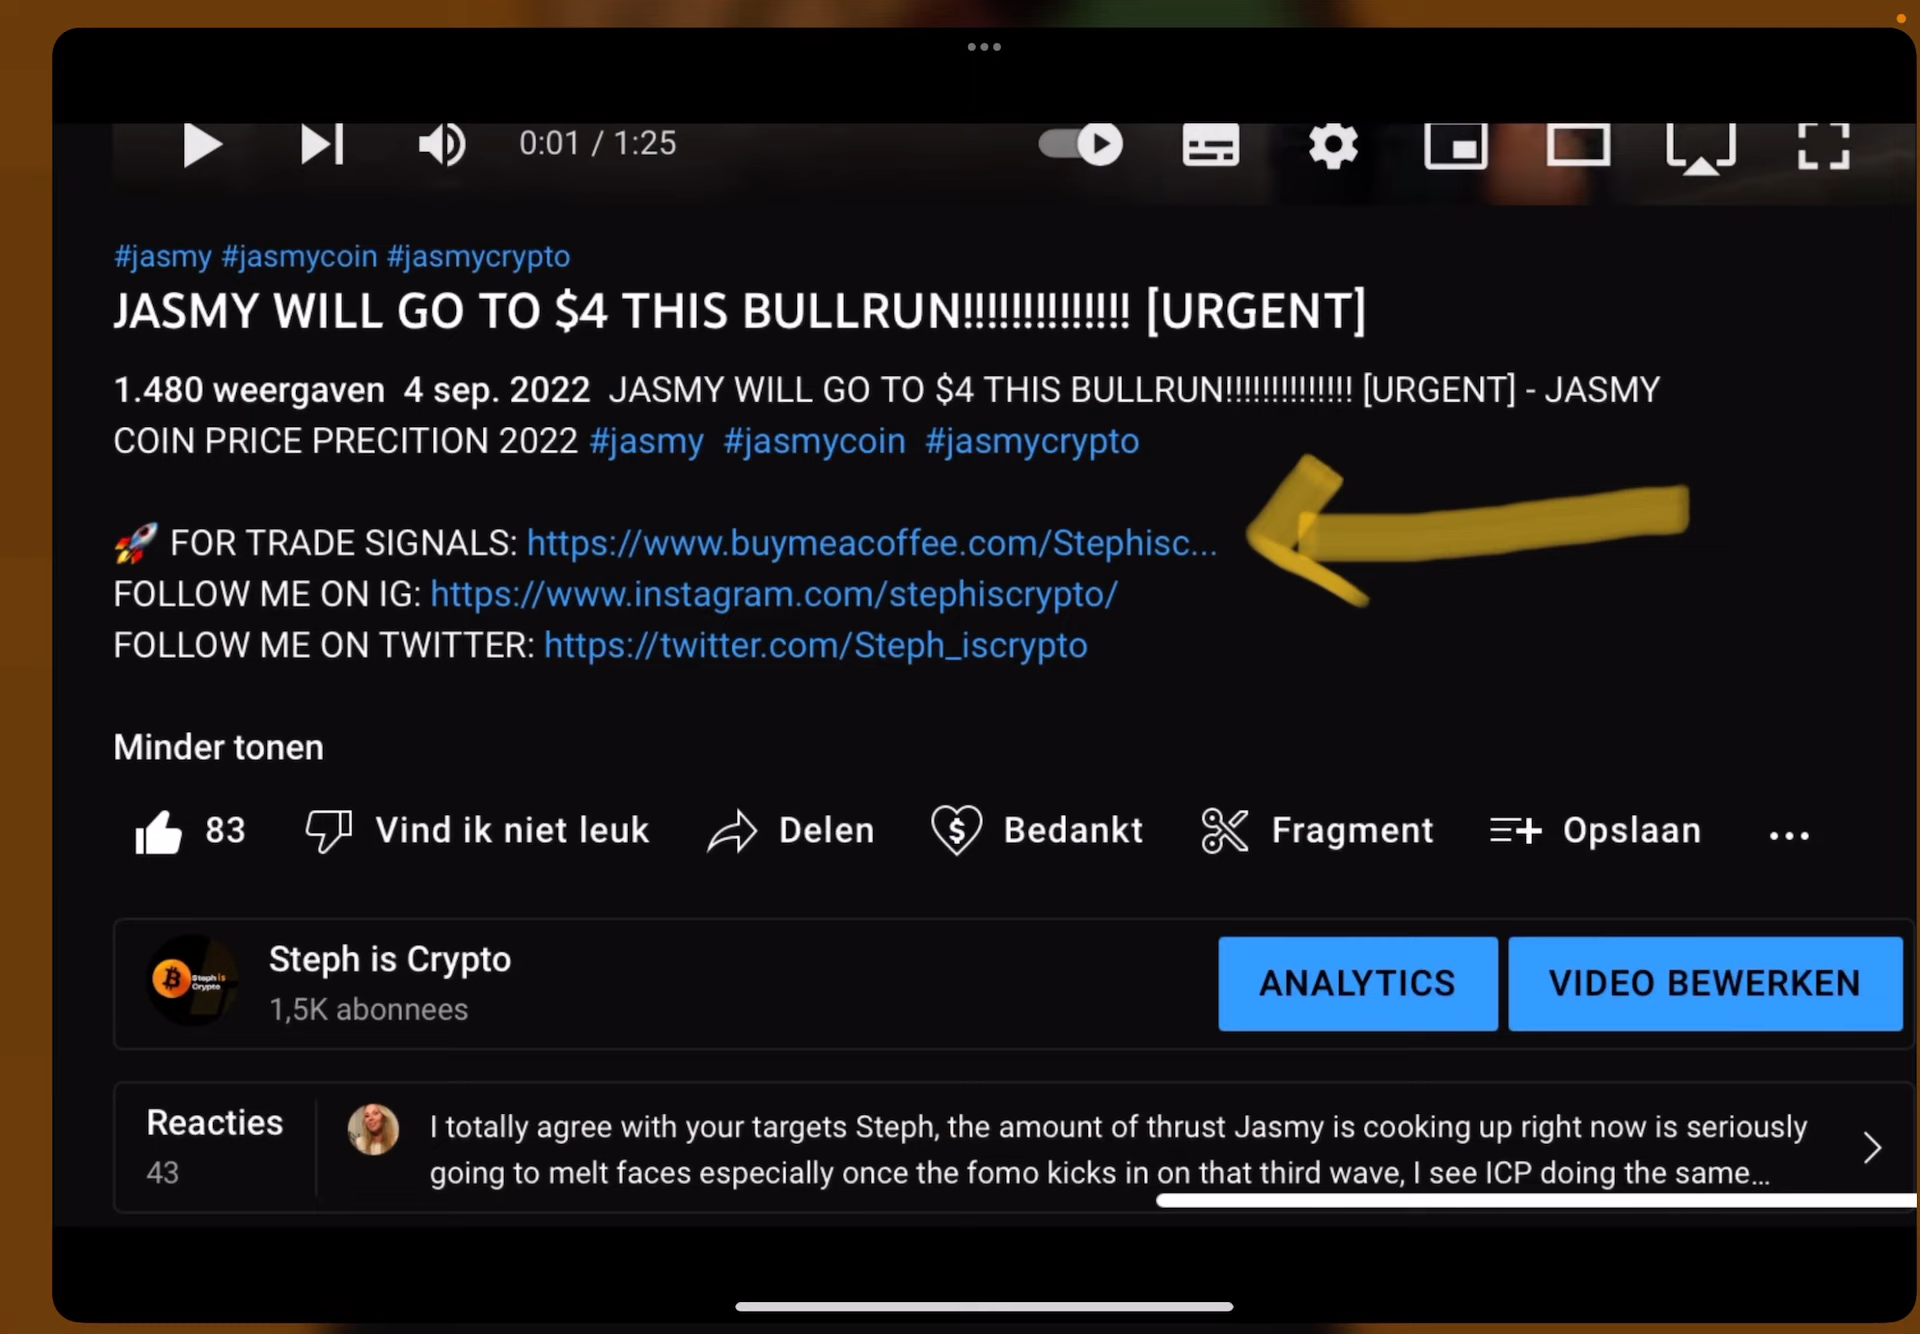 0:01 / 1:25
#jasmy #jasmycoin #jasmycrypto
JASMY WILL GO TO $4 THIS BULLRUN!!!!!!!!!!!!!! [URGENT]
1.480 weergaven 4 sep. 2022 JASMY WILL GO TO $4 THIS BULLRUN!!!!!!!!!!!!!! [URGENT] - JASMY
COIN PRICE PRECITION 2022 #jasmy #jasmycoin #jasmycrypto
🚀 FOR TRADE SIGNALS: https://www.buymeacoffee.com/Stephisc...
FOLLOW ME ON IG: https://www.instagram.com/stephiscrypto/
FOLLOW ME ON TWITTER: https://twitter.com/Steph_iscrypto
Minder tonen
83 Vind ik niet leuk Delen Bedankt Fragment Opslaan
Steph is
Crypto
Steph is Crypto
1,5K abonnees
ANALYTICS VIDEO BEWERKEN
Reacties
43
I totally agree with your targets Steph, the amount of thrust Jasmy is cooking up right now is seriously
going to melt faces especially once the fomo kicks in on that third wave, I see ICP doing the same...